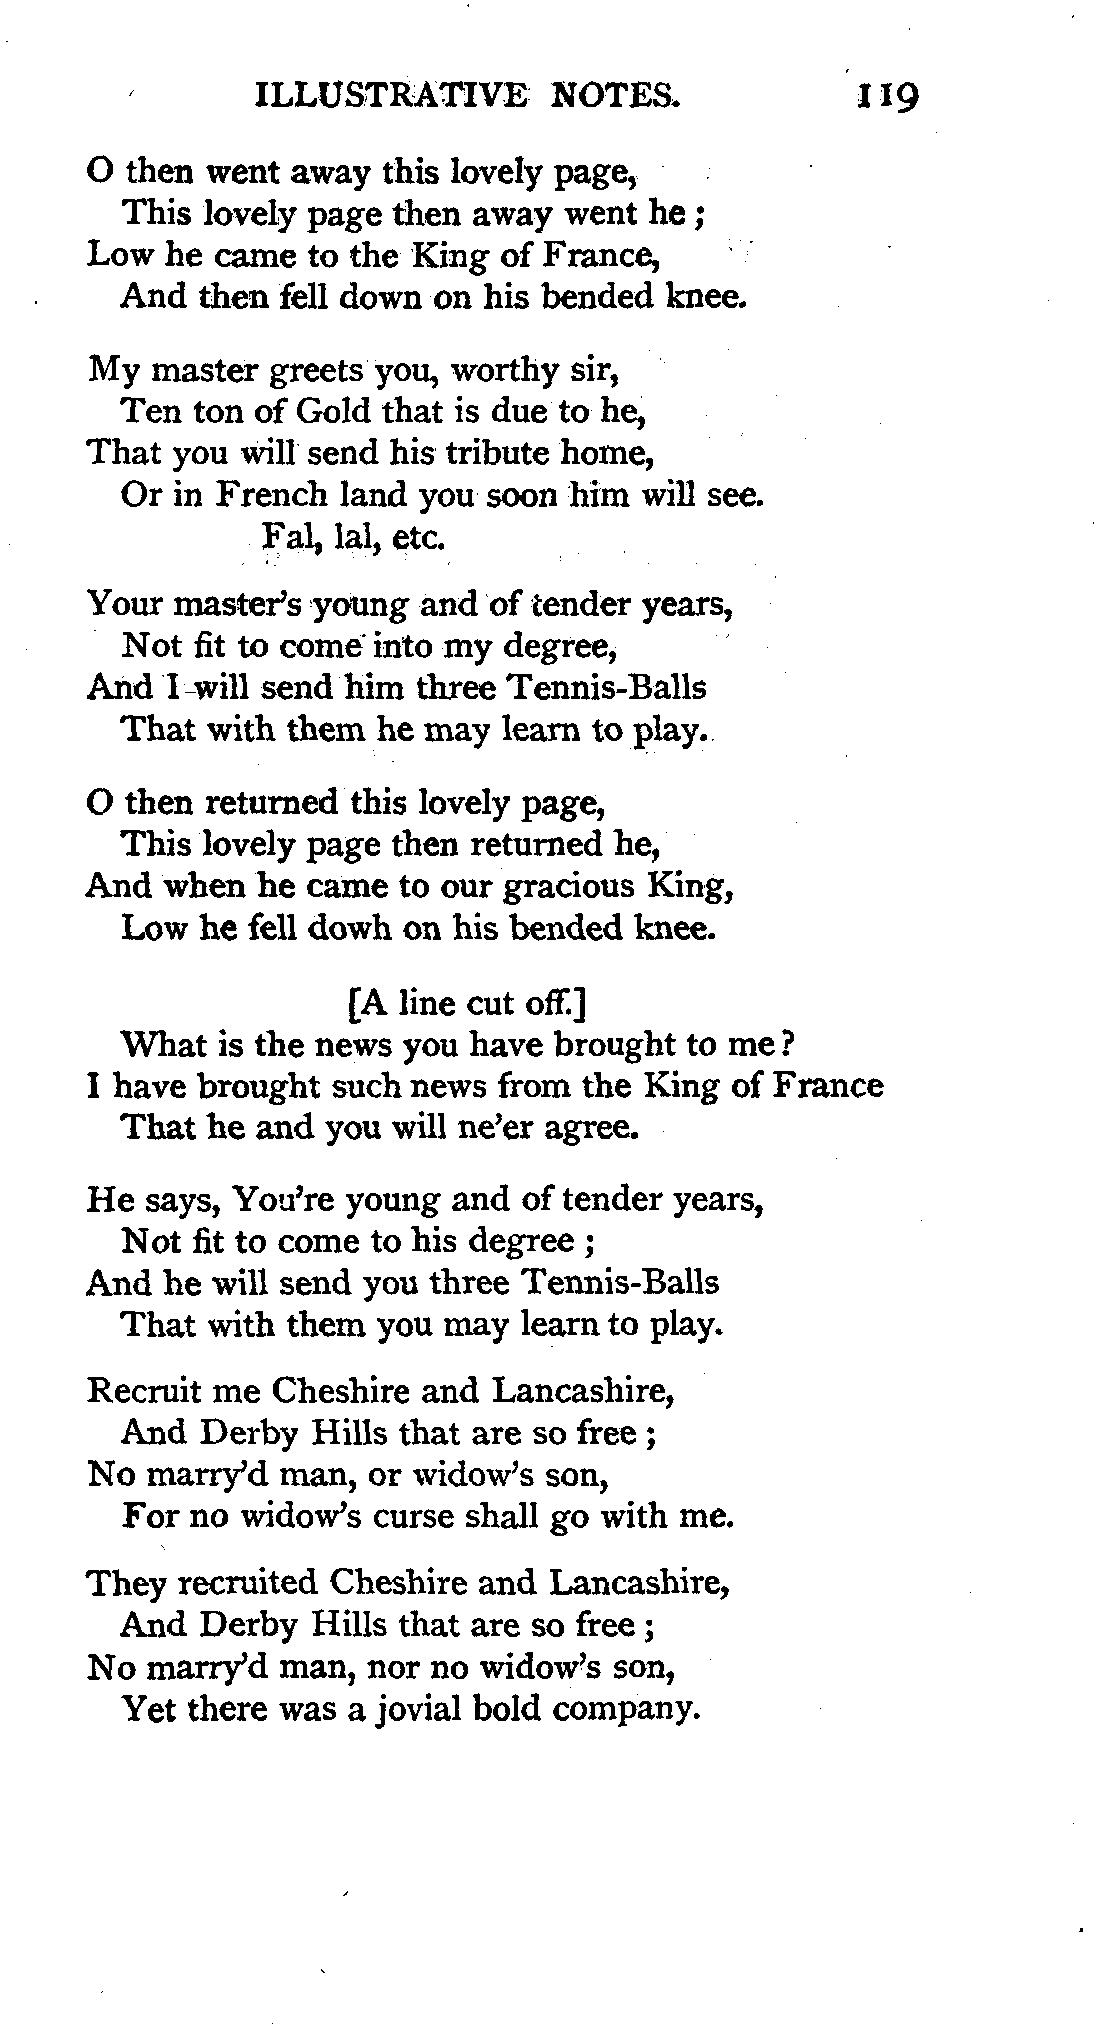 ILLUSTRATIVE NOTES. 119
O then went away this lovely page,
This lovely page then away went he ;
Low he came to the King of France,
And then fell down on his bended knee.
My master greets you, worthy sir,
Ten ton of Gold that is due to he,
That you will send his tribute home,
Or in French land you soon him will see.
Fal, lal, etc.
Your master's young and of tender years,
Not fit to come into my degree,
And I will send him three Tennis-Balls
That with them he may learn to play.
O then returned this lovely page,
This lovely page then returned he,
And when he came to our gracious King,
Low he fell dowh on his bended knee.
[A line cut off.]
What is the news you have brought to me?
I have brought such news from the King of France
That he and you will ne'er agree.
He says, You're young and of tender years,
Not fit to come to his degree ;
And he will send you three Tennis-Balls
That with them you may learn to play.
Recruit me Cheshire and Lancashire,
And Derby Hills that are so free ;
No marry'd man, or widow's son,
For no widow's curse shall go with me.
They recruited Cheshire and Lancashire,
And Derby Hills that are so free ;
No marry'd man, nor no widow's son,
Yet there was a jovial bold company.